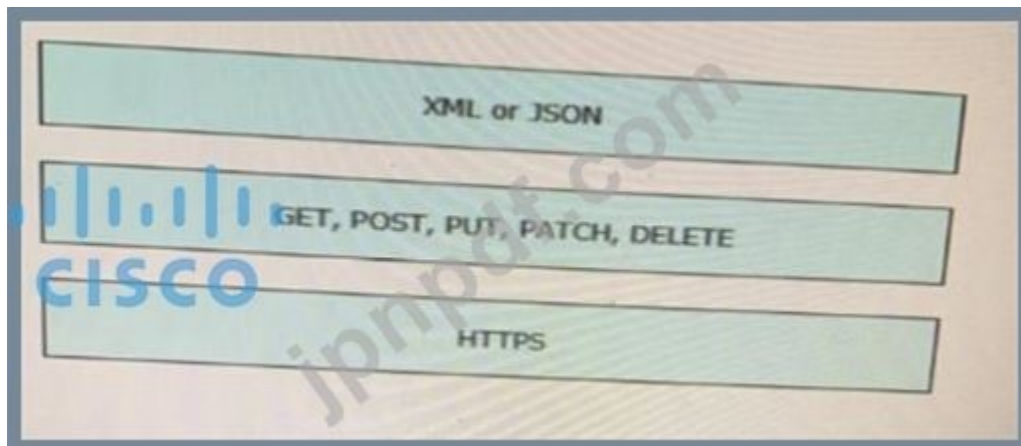 XML or JSON
GET, POST, PUT, PATCH, DELETE
CISCO
HTTPS
jpnpdf.com